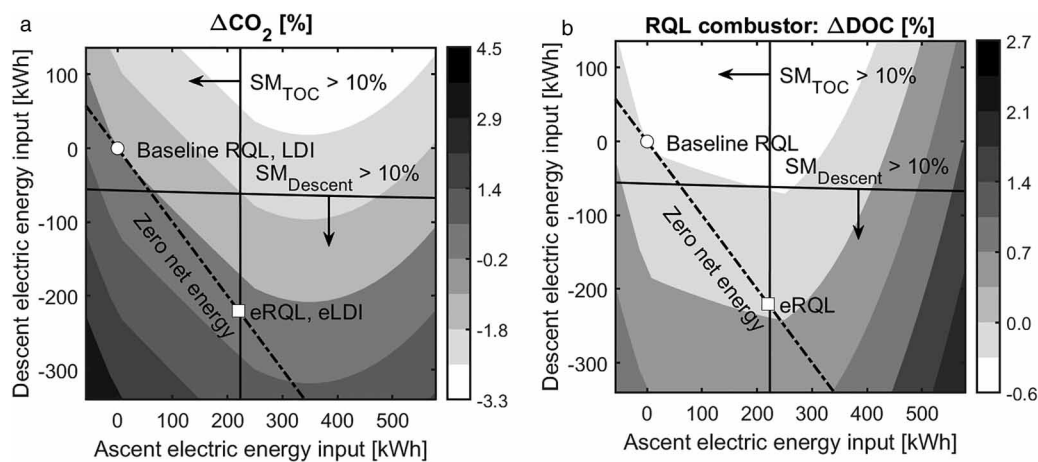 a
ΔCO2 [%]
Descent electric energy input [kWh]
100
0
-100
-200
-300
SMTOC > 10%
Baseline RQL, LDI
SMDescent > 10%
Zero net energy
eRQL, eLDI
0 100 200 300 400 500
Ascent electric energy input [kWh]
4.5
2.9
1.4
-0.2
-1.8
-3.3
b
RQL combustor: ΔDOC [%]
Descent electric energy input [kWh]
100
0
-100
-200
-300
SMTOC > 10%
Baseline RQL
SMDescent > 10%
Zero net energy
eRQL
0 100 200 300 400 500
Ascent electric energy input [kWh]
2.7
2.1
1.4
0.7
0.0
-0.6